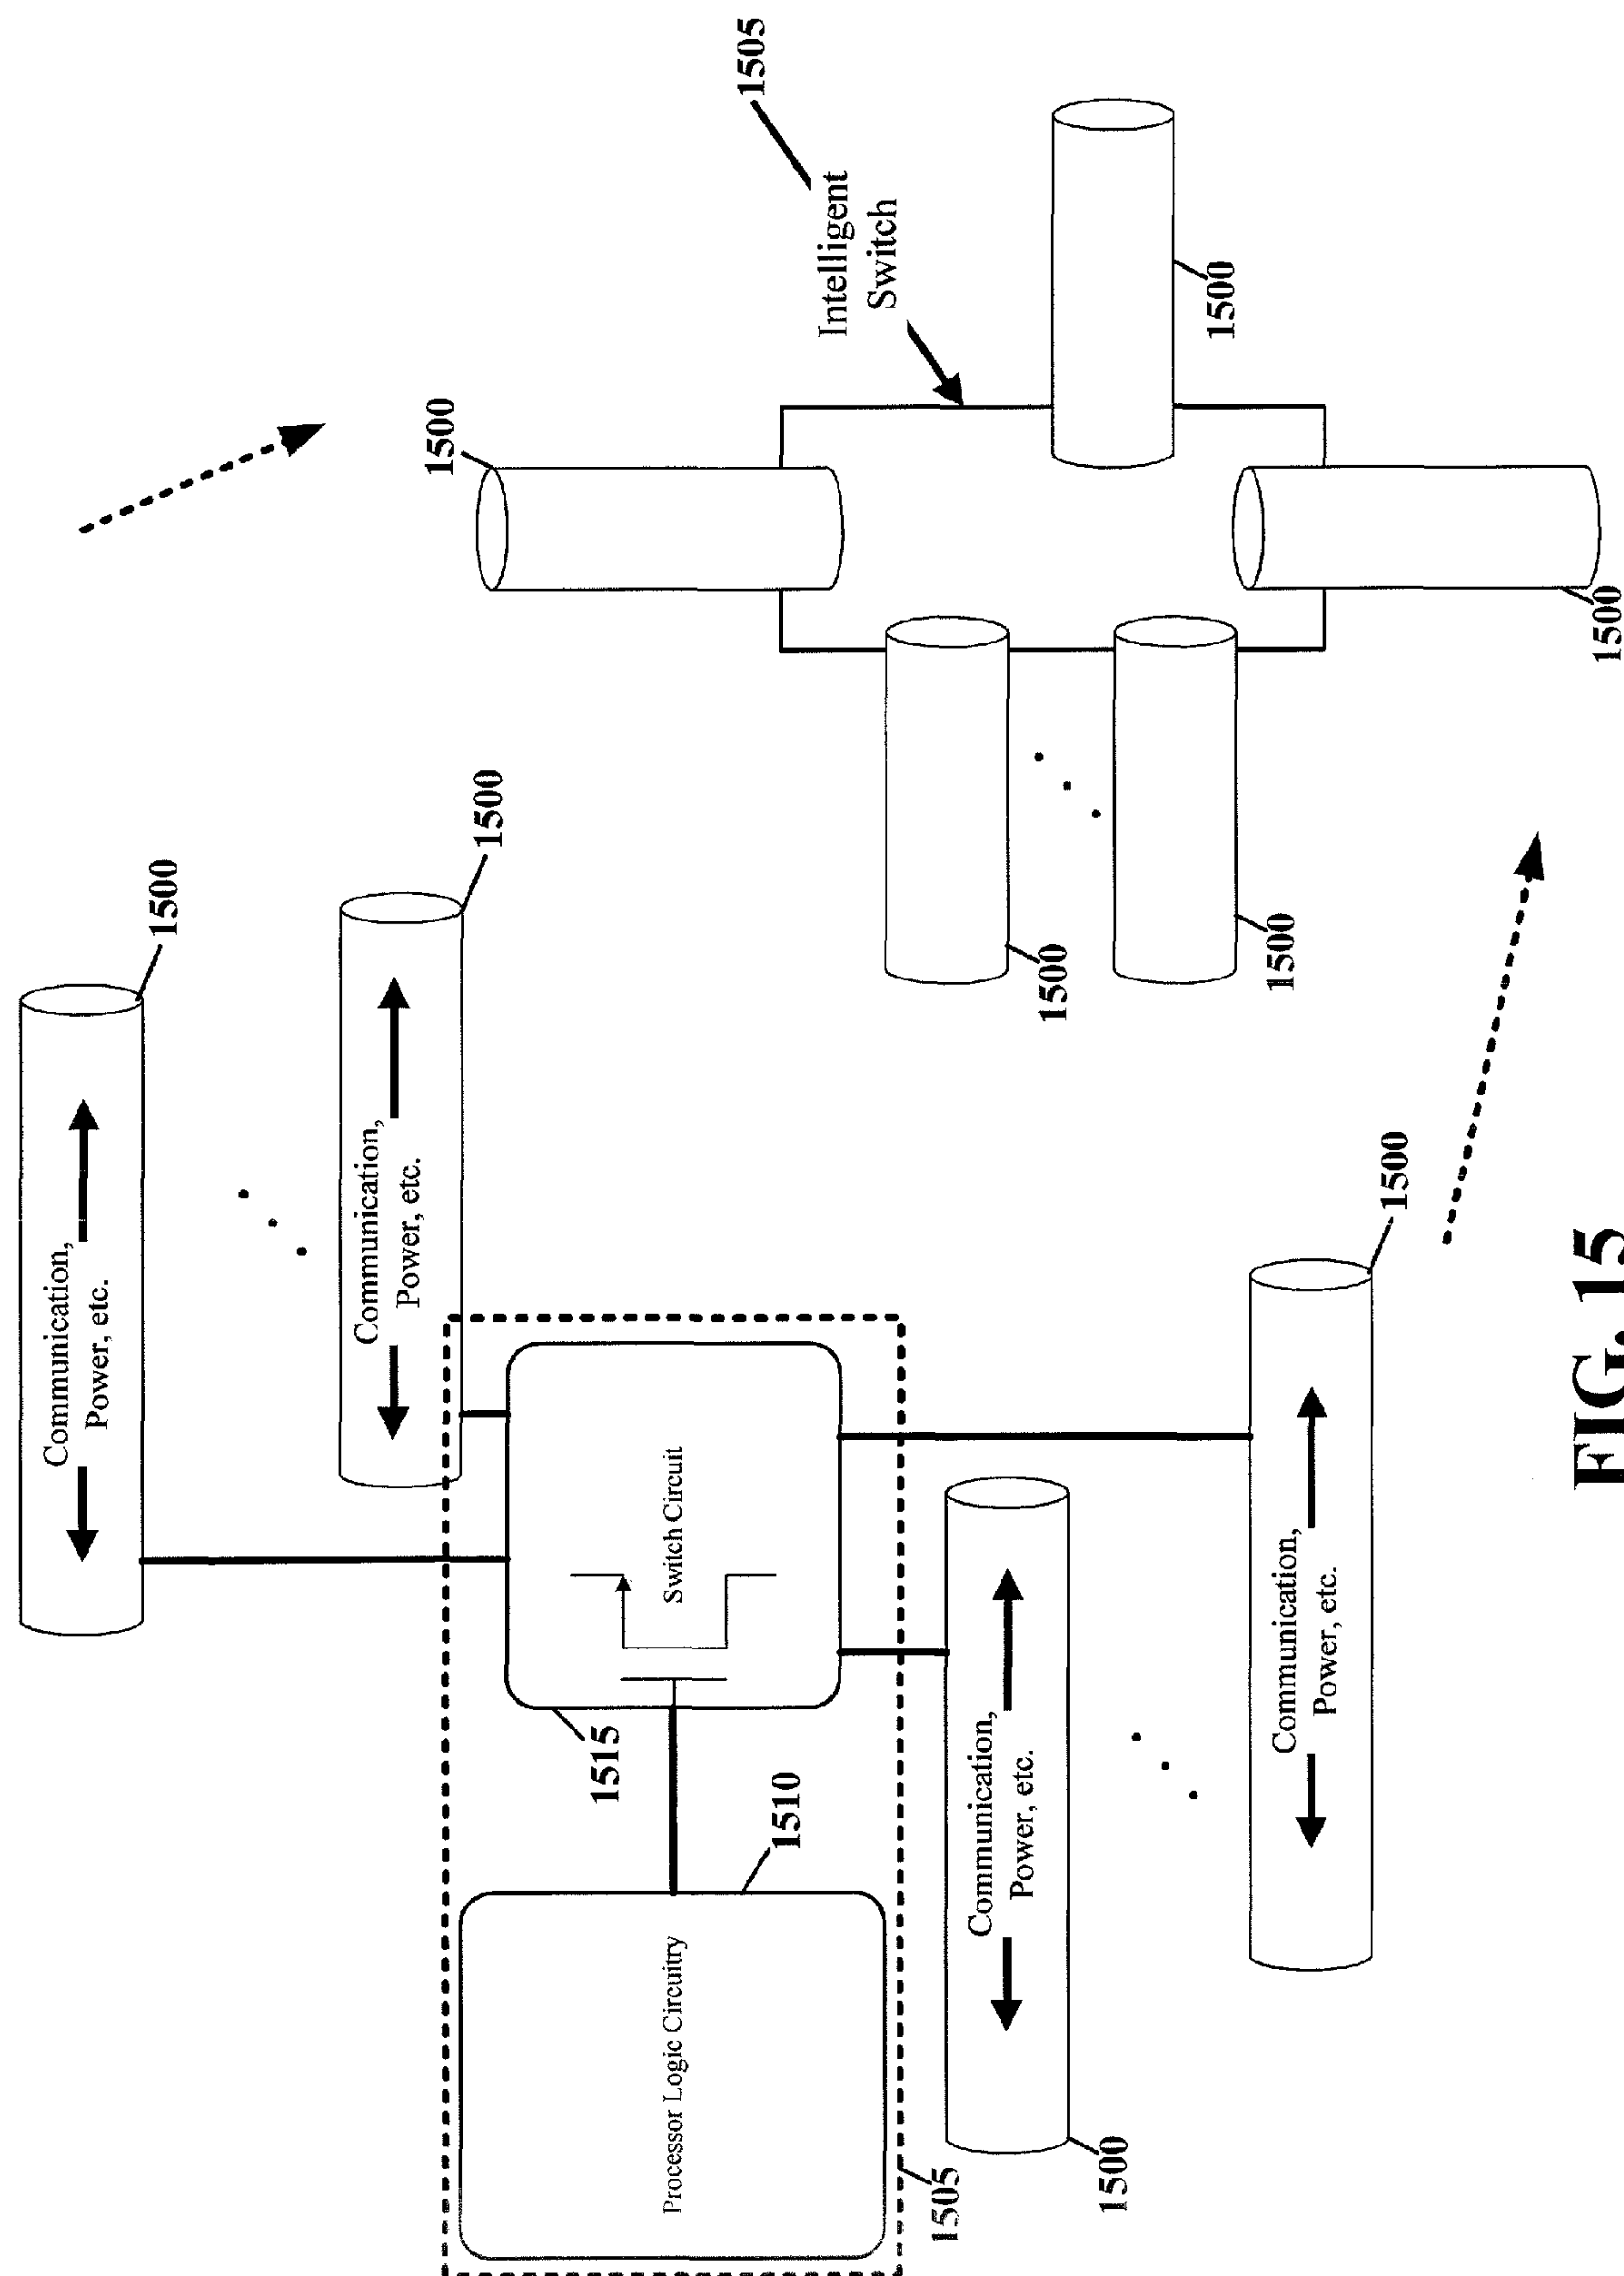 1500
Communication,
Power, etc.
1500
Communication,
Power, etc.
1515
Switch Circuit
1510
Processor Logic Circuitry
1505
Communication,
Power, etc.
1500
Communication,
Power, etc.
1500
1505
Intelligent
Switch
1500
1500
1500
1500
1500
FIG. 15